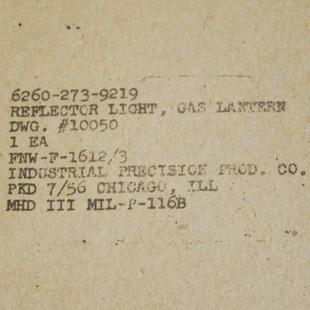 6260-273-9219
REFLECTOR LIGHT, GAS LANTERN
DWG. #10050
1 EA
FNW-F-1612/3
INDUSTRIAL PRECISION PROD. CO.
PKD 7/56 CHICAGO, ILL
MHD III MIL-P-116B